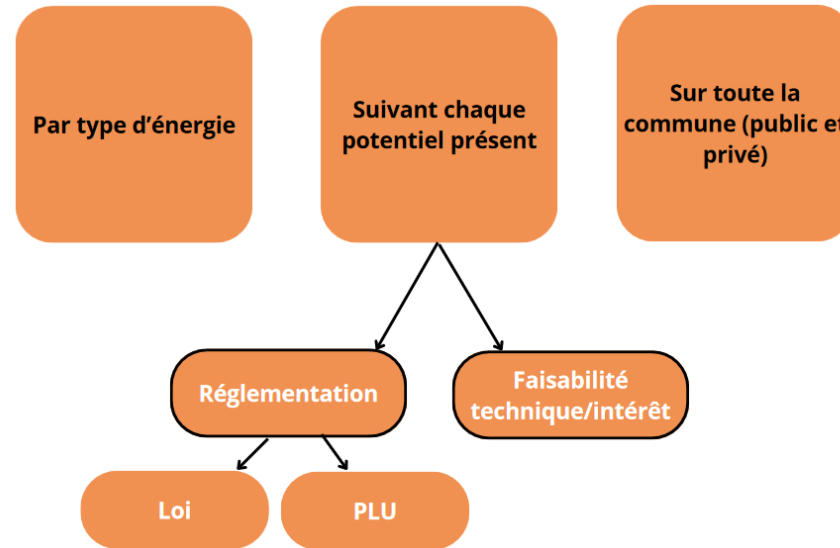 Par type d’énergie
Suivant chaque
potentiel présent
Sur toute la
commune (public et
privé)
Réglementation
Faisabilité
technique/intérêt
Loi
PLU